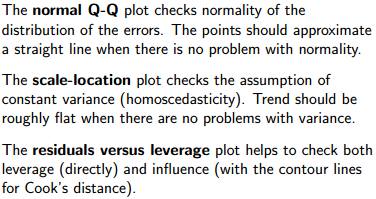 The normal Q-Q plot checks normality of the
distribution of the errors. The points should approximate
a straight line when there is no problem with normality.
The scale-location plot checks the assumption of
constant variance (homoscedasticity). Trend should be
roughly flat when there are no problems with variance.
The residuals versus leverage plot helps to check both
leverage (directly) and influence (with the contour lines
for Cook's distance).